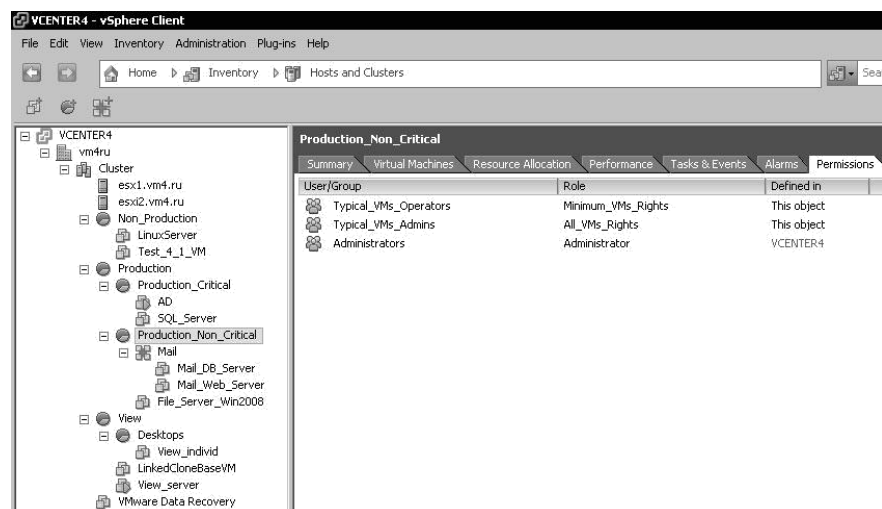 VCENTER4 - vSphere Client
File Edit View Inventory Administration Plug-ins Help
Home Inventory Hosts and Clusters Sea
VCENTER4
vm4ru
Cluster
esx1.vm4.ru
esxi2.vm4.ru
Non_Production
LinuxServer
Test_4_1_VM
Production
Production_Critical
AD
SQL_Server
Production_Non_Critical
Mail
Mail_DB_Server
Mail_Web_Server
File_Server_Win2008
View
Desktops
View_individ
LinkedCloneBaseVM
View_server
VMware Data Recovery
Production_Non_Critical
Summary Virtual Machines Resource Allocation Performance Tasks & Events Alarms Permissions
User/Group Role Defined in
Typical_VMs_Operators Minimum_VMs_Rights This object
Typical_VMs_Admins All_VMs_Rights This object
Administrators Administrator VCENTER4